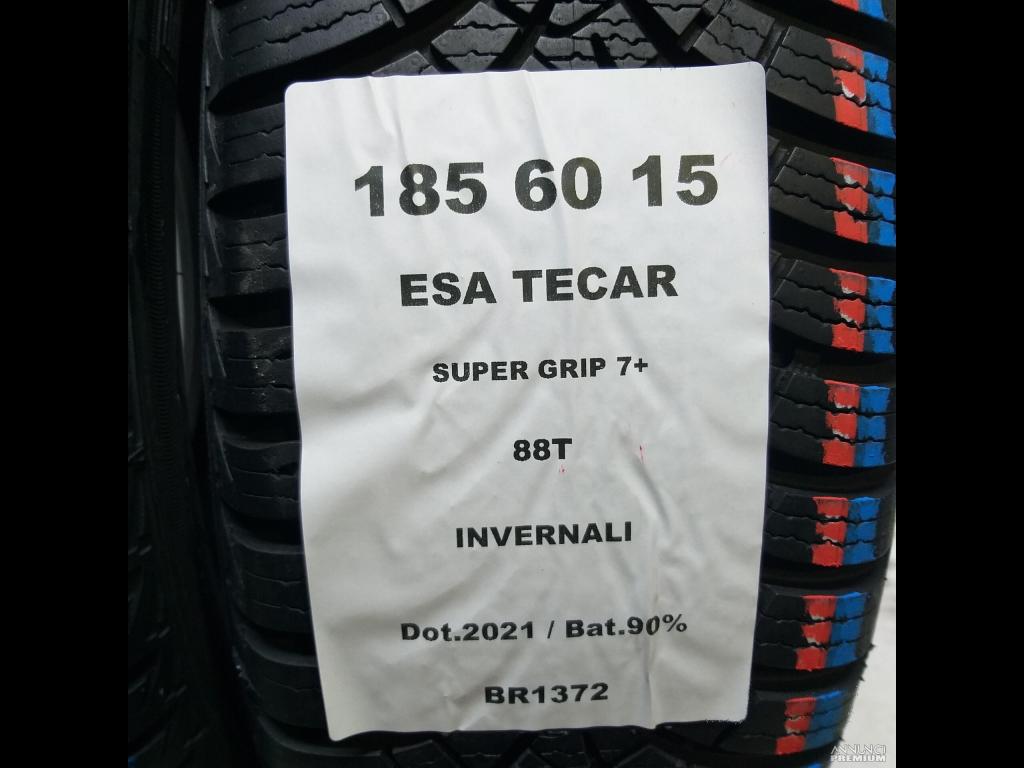 185 60 15
ESA TECAR
SUPER GRIP 7+
88T
INVERNALI
Dot.2021 / Bat.90%
BR1372
ANNUNCI
PREMIUM